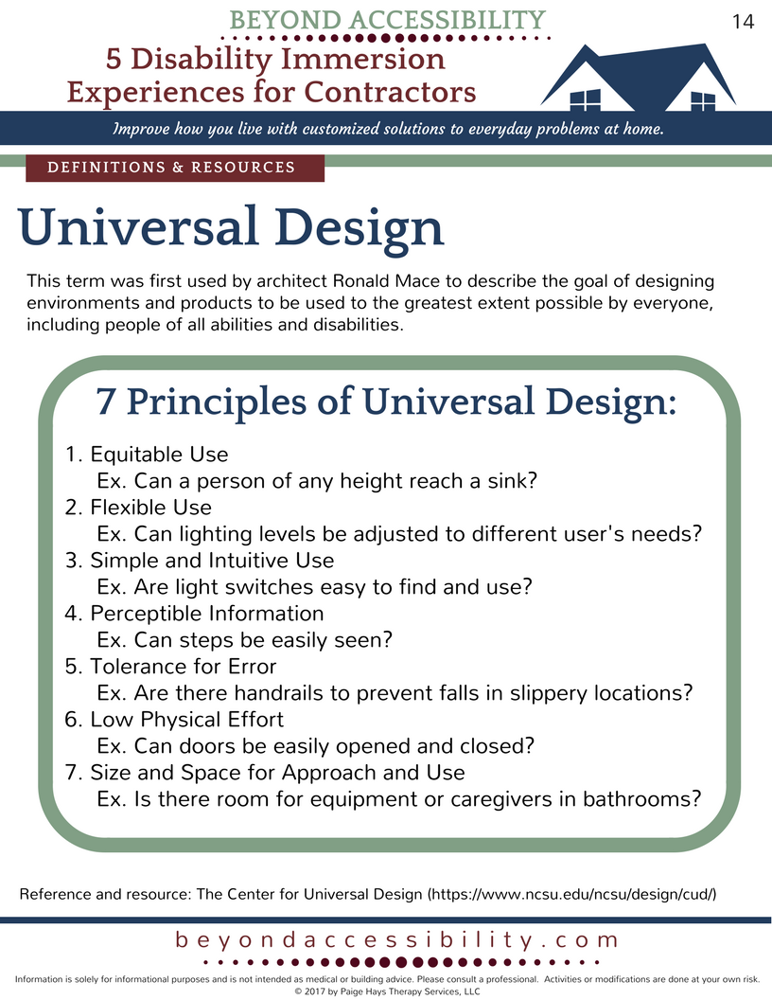 BEYOND ACCESSIBILITY
14
5 Disability Immersion
Experiences for Contractors
Improve how you live with customized solutions to everyday problems at home.
DEFINITIONS & RESOURCES
Universal Design
This term was first used by architect Ronald Mace to describe the goal of designing
environments and products to be used to the greatest extent possible by everyone,
including people of all abilities and disabilities.
7 Principles of Universal Design:
1. Equitable Use
Ex. Can a person of any height reach a sink?
2. Flexible Use
Ex. Can lighting levels be adjusted to different user's needs?
3. Simple and Intuitive Use
Ex. Are light switches easy to find and use?
4. Perceptible Information
Ex. Can steps be easily seen?
5. Tolerance for Error
Ex. Are there handrails to prevent falls in slippery locations?
6. Low Physical Effort
Ex. Can doors be easily opened and closed?
7. Size and Space for Approach and Use
Ex. Is there room for equipment or caregivers in bathrooms?
Reference and resource: The Center for Universal Design (https://www.ncsu.edu/ncsu/design/cud/)
beyondaccessibility.com
Information is solely for informational purposes and is not intended as medical or building advice. Please consult a professional.  Activities or modifications are done at your own risk.
© 2017 by Paige Hays Therapy Services, LLC